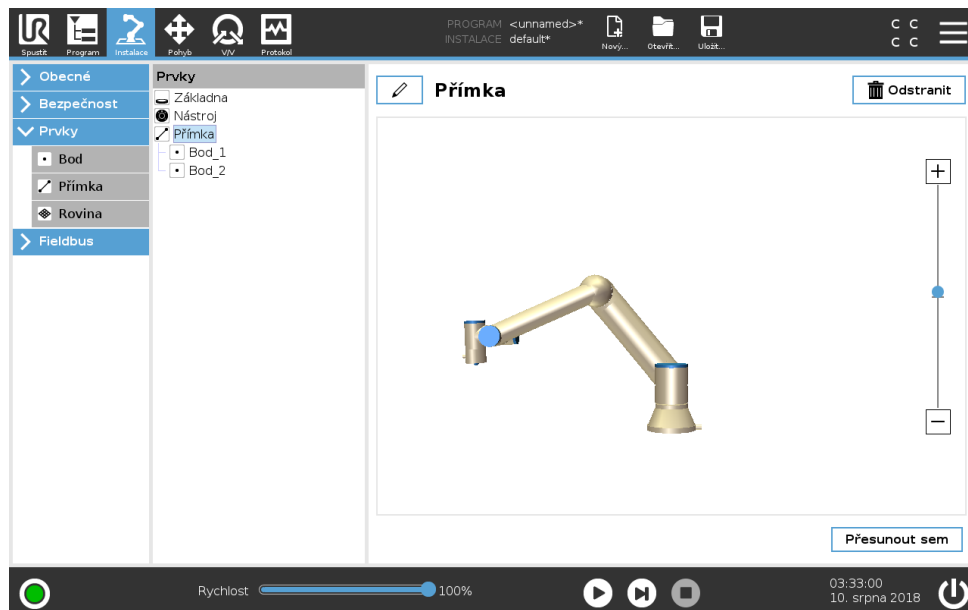 PROGRAM <unnamed>*
INSTALACE default*
C C
C C
Spustit Program Instalace Pohyb V/V Protokol Nový... Otevřít... Uložit...
Obecné
Bezpečnost
Prvky
Bod
Přímka
Rovina
Fieldbus
Prvky
Základna
Nástroj
Přímka
Bod_1
Bod_2
Přímka
Odstranit
Přesunout sem
Rychlost 100%
03:33:00
10. srpna 2018